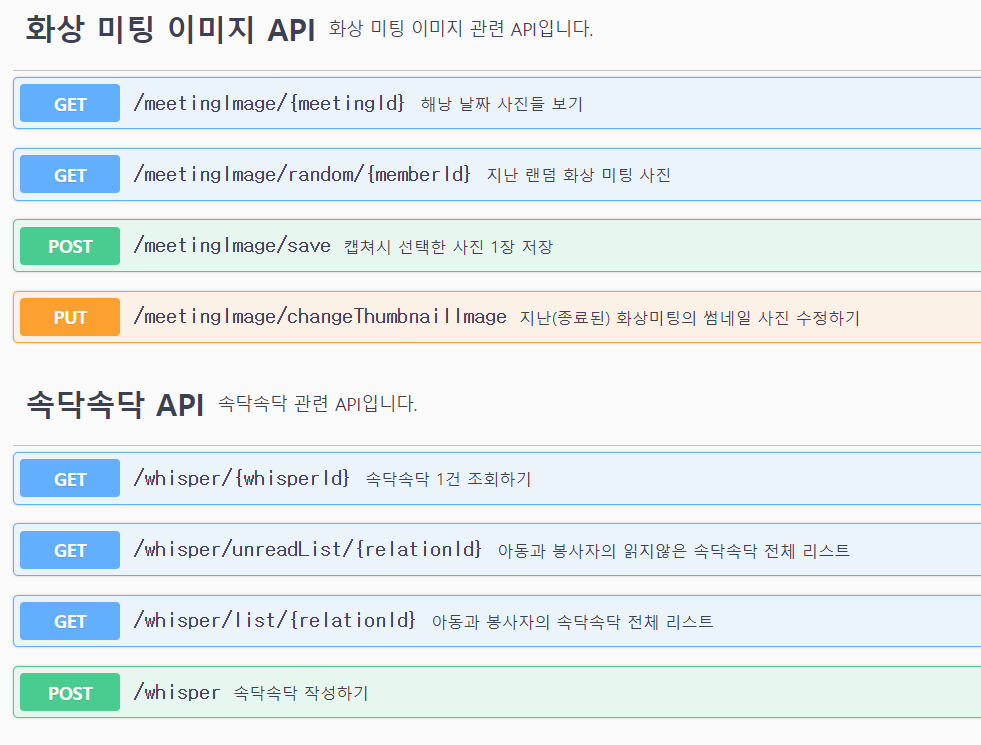 화상 미팅 이미지 API 화상 미팅 이미지 관련 API입니다.
GET /meetingImage/{meetingId} 해낭 날짜 사진들 보기
GET /meetingImage/random/{memberId} 지난 랜덤 화상 미팅 사진
POST /meetingImage/save 캡쳐시 선택한 사진 1장 저장
PUT /meetingImage/changeThumbnailImage 지난(종료된) 화상미팅의 썸네일 사진 수정하기
속닥속닥 API 속닥속닥 관련 API입니다.
GET /whisper/{whisperId} 속닥속닥 1건 조회하기
GET /whisper/unreadList/{relationId} 아동과 봉사자의 읽지않은 속닥속닥 전체 리스트
GET /whisper/list/{relationId} 아동과 봉사자의 속닥속닥 전체 리스트
POST /whisper 속닥속닥 작성하기